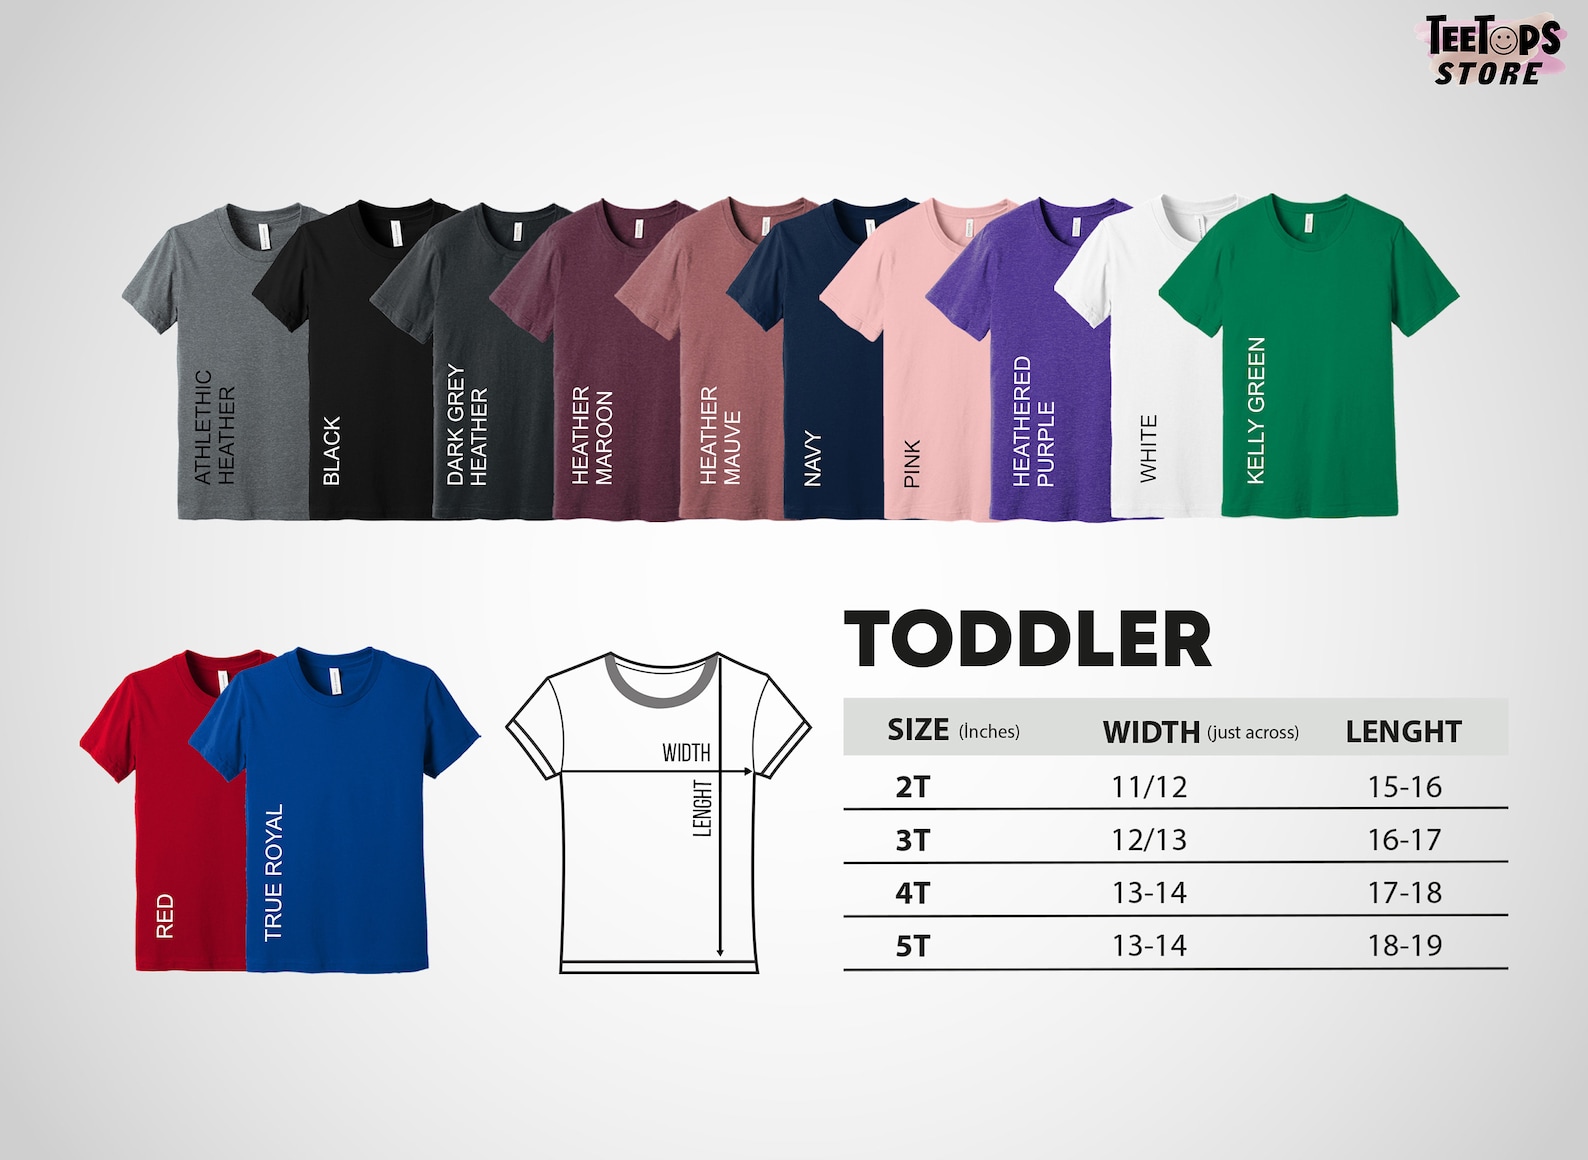 TEETOPS
STORE
ATHLETHIC
HEATHER
BLACK
DARK GREY
HEATHER
HEATHER
MAROON
HEATHER
MAUVE
NAVY
PINK
HEATHERED
PURPLE
WHITE
KELLY GREEN
RED
TRUE ROYAL
WIDTH
LENGHT
TODDLER
SIZE (İnches) WIDTH (just across) LENGHT
2T 11/12 15-16
3T 12/13 16-17
4T 13-14 17-18
5T 13-14 18-19